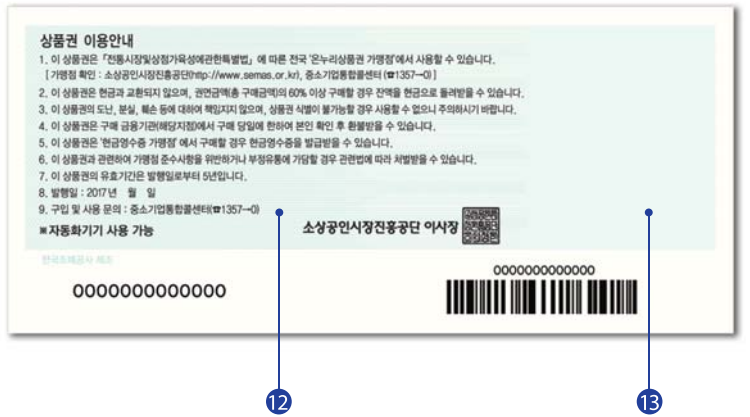 상품권 이용안내
1. 이 상품권은 「전통시장및상점가육성에관한특별법」에 따른 전국 '온누리상품권 가맹점'에서 사용할 수 있습니다.
[ 가맹점 확인 : 소상공인시장진흥공단(http://www.semas.or.kr), 중소기업통합콜센터 (☎1357→0) ]
2. 이 상품권은 현금과 교환되지 않으며, 권면금액(총 구매금액)의 60% 이상 구매할 경우 잔액을 현금으로 돌려받을 수 있습니다.
3. 이 상품권의 도난, 분실, 훼손 등에 대하여 책임지지 않으며, 상품권 식별이 불가능할 경우 사용할 수 없으니 주의하시기 바랍니다.
4. 이 상품권은 구매 금융기관(해당지점)에서 구매 당일에 한하여 본인 확인 후 환불받을 수 있습니다.
5. 이 상품권은 '현금영수증 가맹점' 에서 구매할 경우 현금영수증을 발급받을 수 있습니다.
6. 이 상품권과 관련하여 가맹점 준수사항을 위반하거나 부정유통에 가담할 경우 관련법에 따라 처벌받을 수 있습니다.
7. 이 상품권의 유효기간은 발행일로부터 5년입니다.
8. 발행일 : 2017년 월 일
9. 구입 및 사용 문의 : 중소기업통합콜센터(☎1357→0)
※자동화기기 사용 가능
소상공인시장진흥공단 이사장
한국조폐공사 제조
0000000000000
0000000000000
12
13